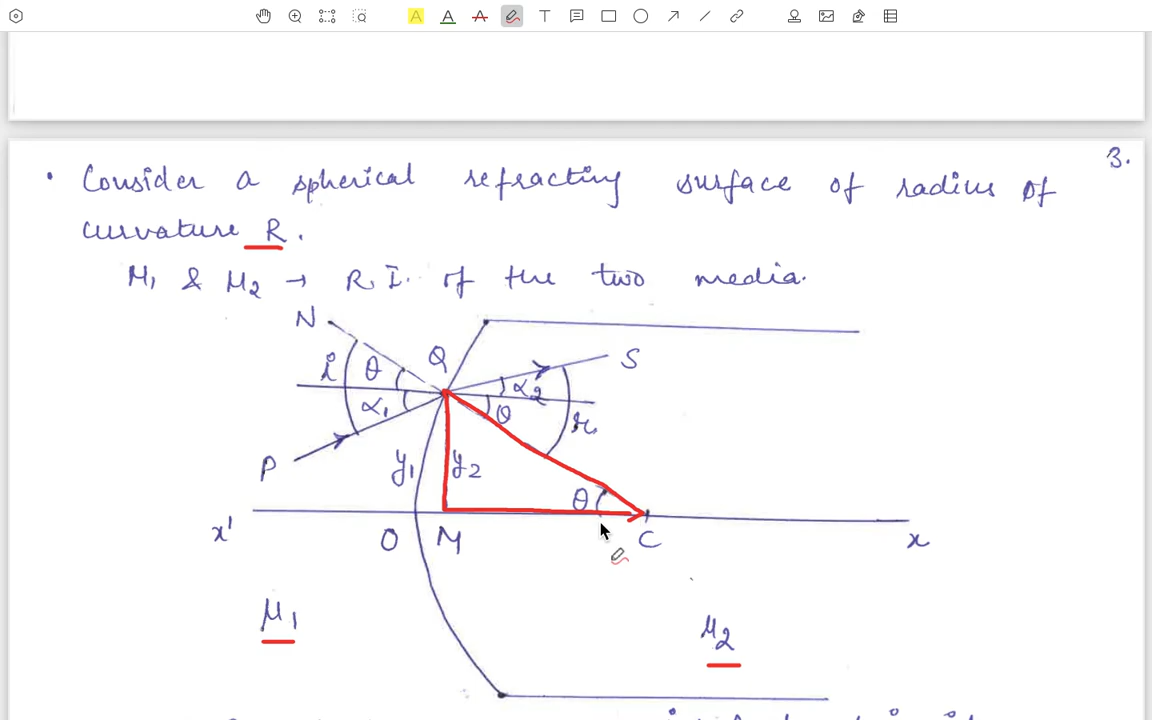 3.
• Consider a spherical refracting surface of radius of
curvature R.
μ1 & μ2 → R.I. of the two media.
N
Q
S
i
θ
α2
α1
θ
r
P
y1
y2
θ
x'
O
M
C
x
μ1
μ2